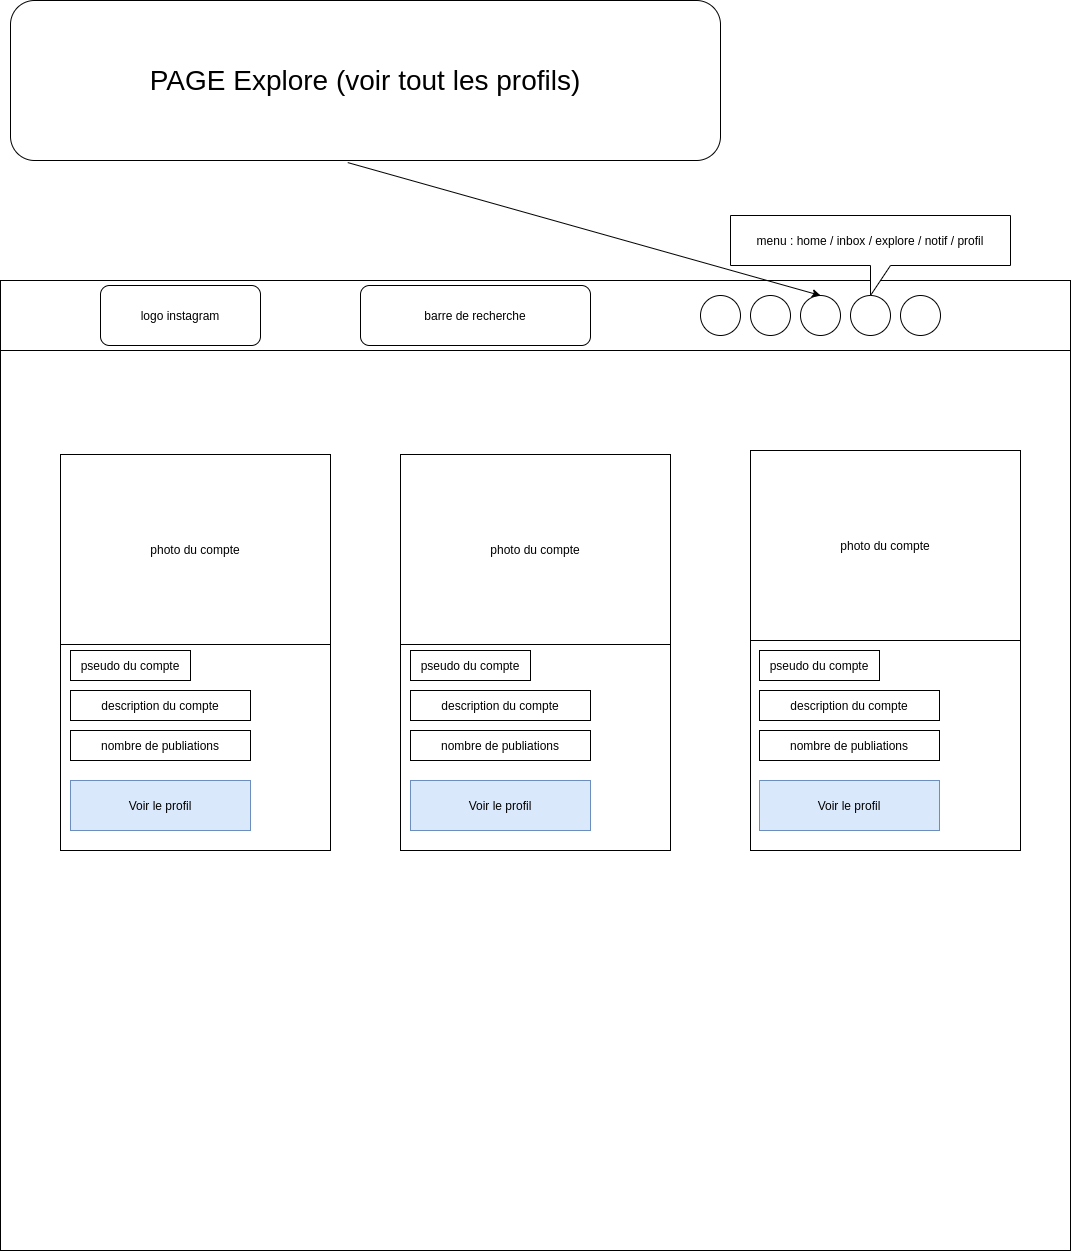 PAGE Explore (voir tout les profils)
menu : home / inbox / explore / notif / profil
logo instagram
barre de recherche
photo du compte
photo du compte
photo du compte
pseudo du compte
pseudo du compte
pseudo du compte
description du compte
description du compte
description du compte
nombre de publiations
nombre de publiations
nombre de publiations
Voir le profil
Voir le profil
Voir le profil